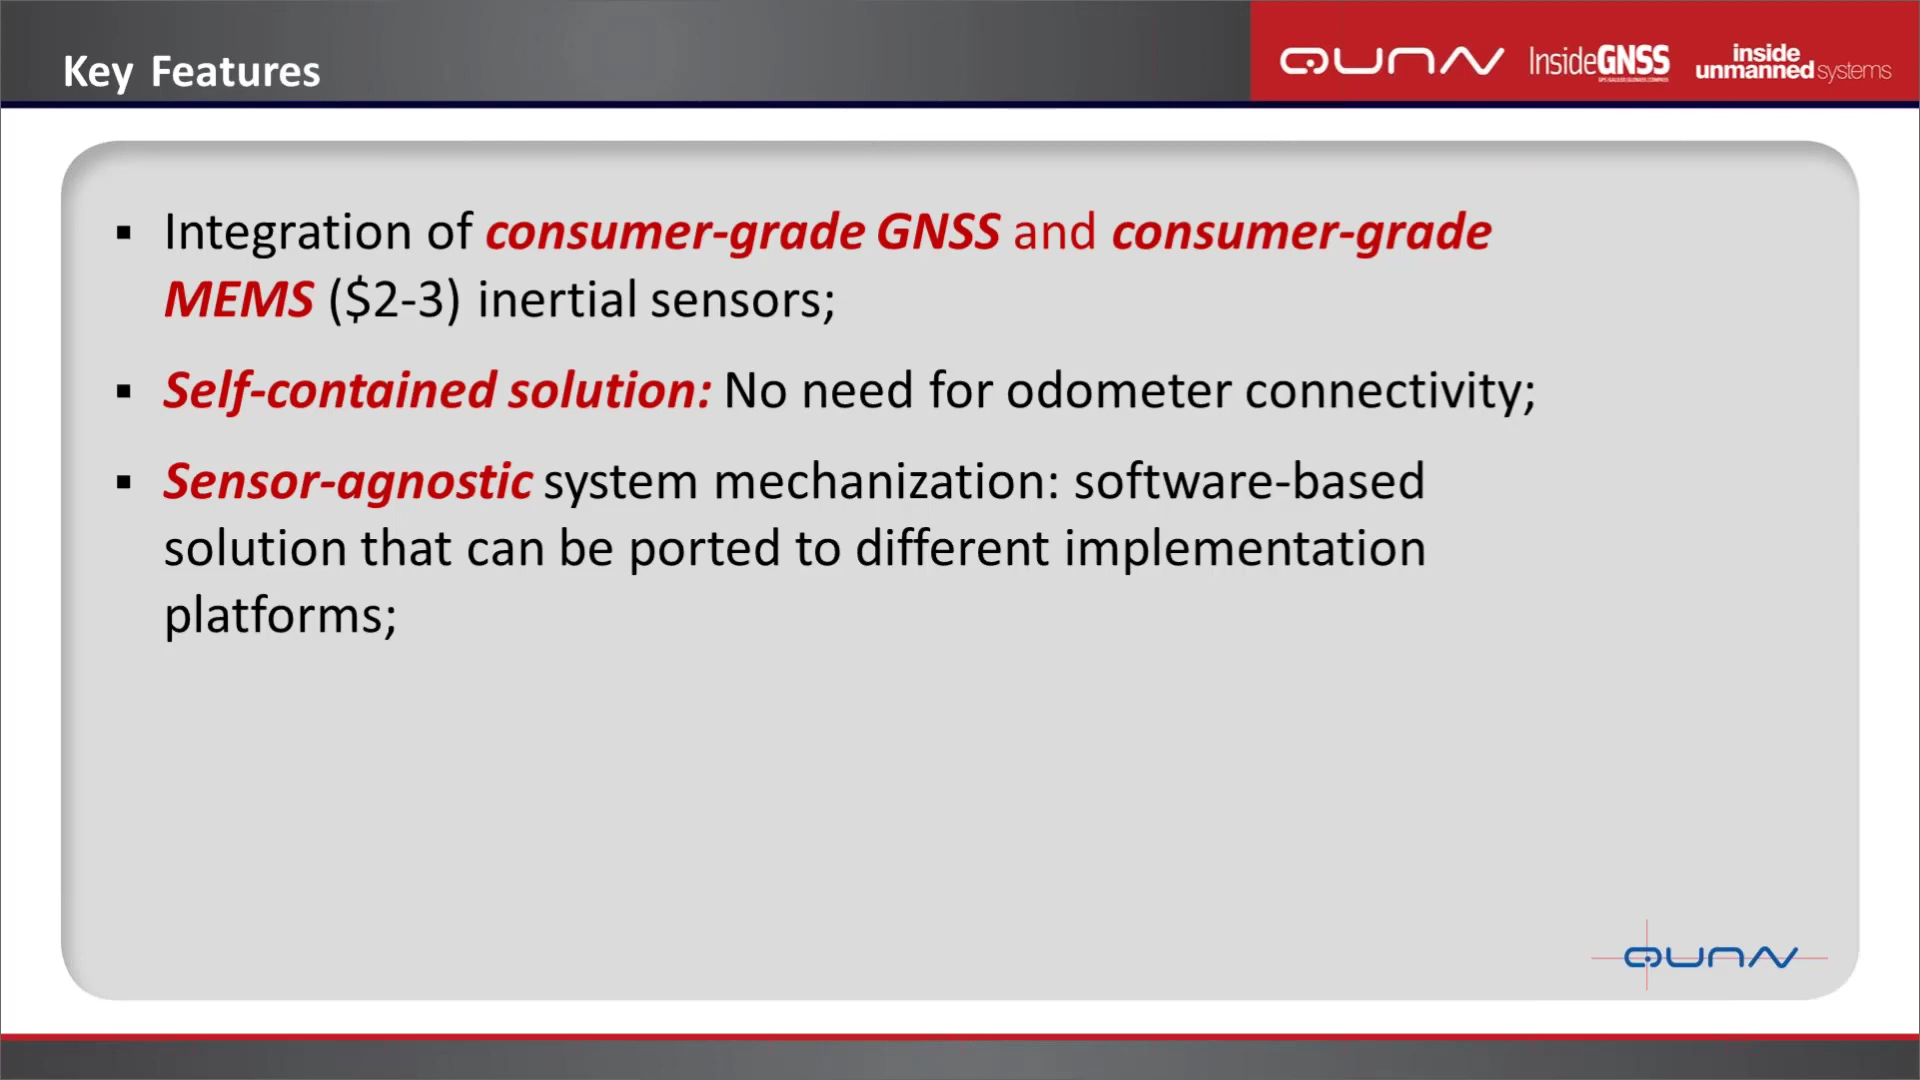 Key Features
QUNAV
InsideGNSS
inside
unmanned systems
▪ Integration of consumer-grade GNSS and consumer-grade
MEMS ($2-3) inertial sensors;
▪ Self-contained solution: No need for odometer connectivity;
▪ Sensor-agnostic system mechanization: software-based
solution that can be ported to different implementation
platforms;
QUNAV